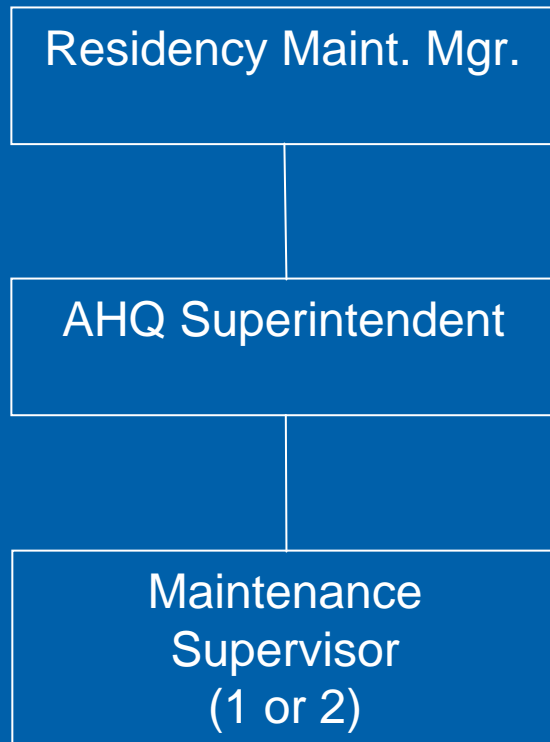 Residency Maint. Mgr.
AHQ Superintendent
Maintenance
Supervisor
(1 or 2)